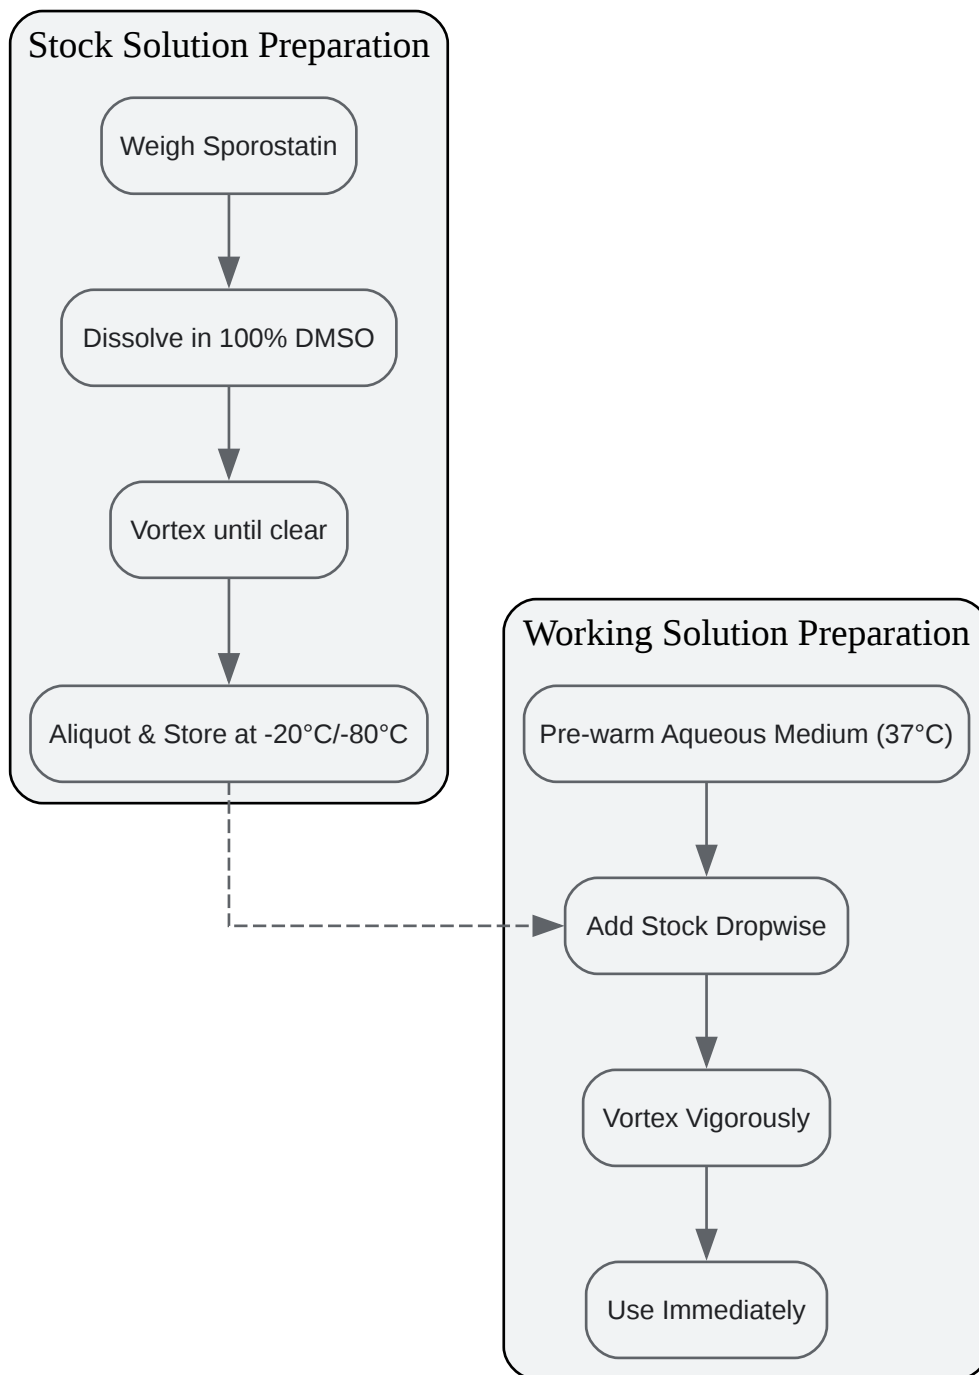 Stock Solution Preparation
Weigh Sporostatin
Dissolve in 100% DMSO
Vortex until clear
Aliquot & Store at -20°C/-80°C
Working Solution Preparation
Pre-warm Aqueous Medium (37°C)
Add Stock Dropwise
Vortex Vigorously
Use Immediately